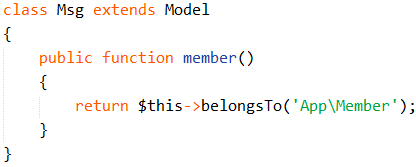 class Msg extends Model
{
    public function member()
    {
        return $this->belongsTo('App\Member');
    }
}